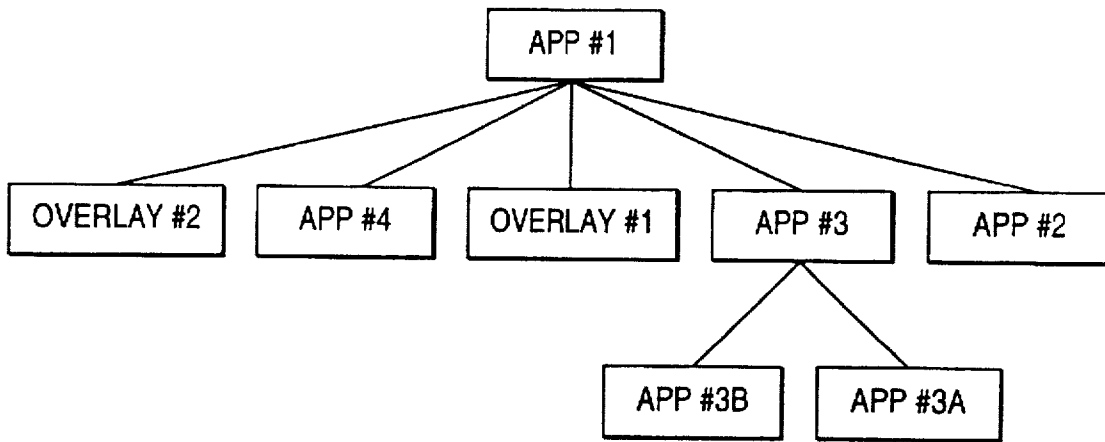 APP #1
OVERLAY #2
APP #4
OVERLAY #1
APP #3
APP #2
APP #3B
APP #3A